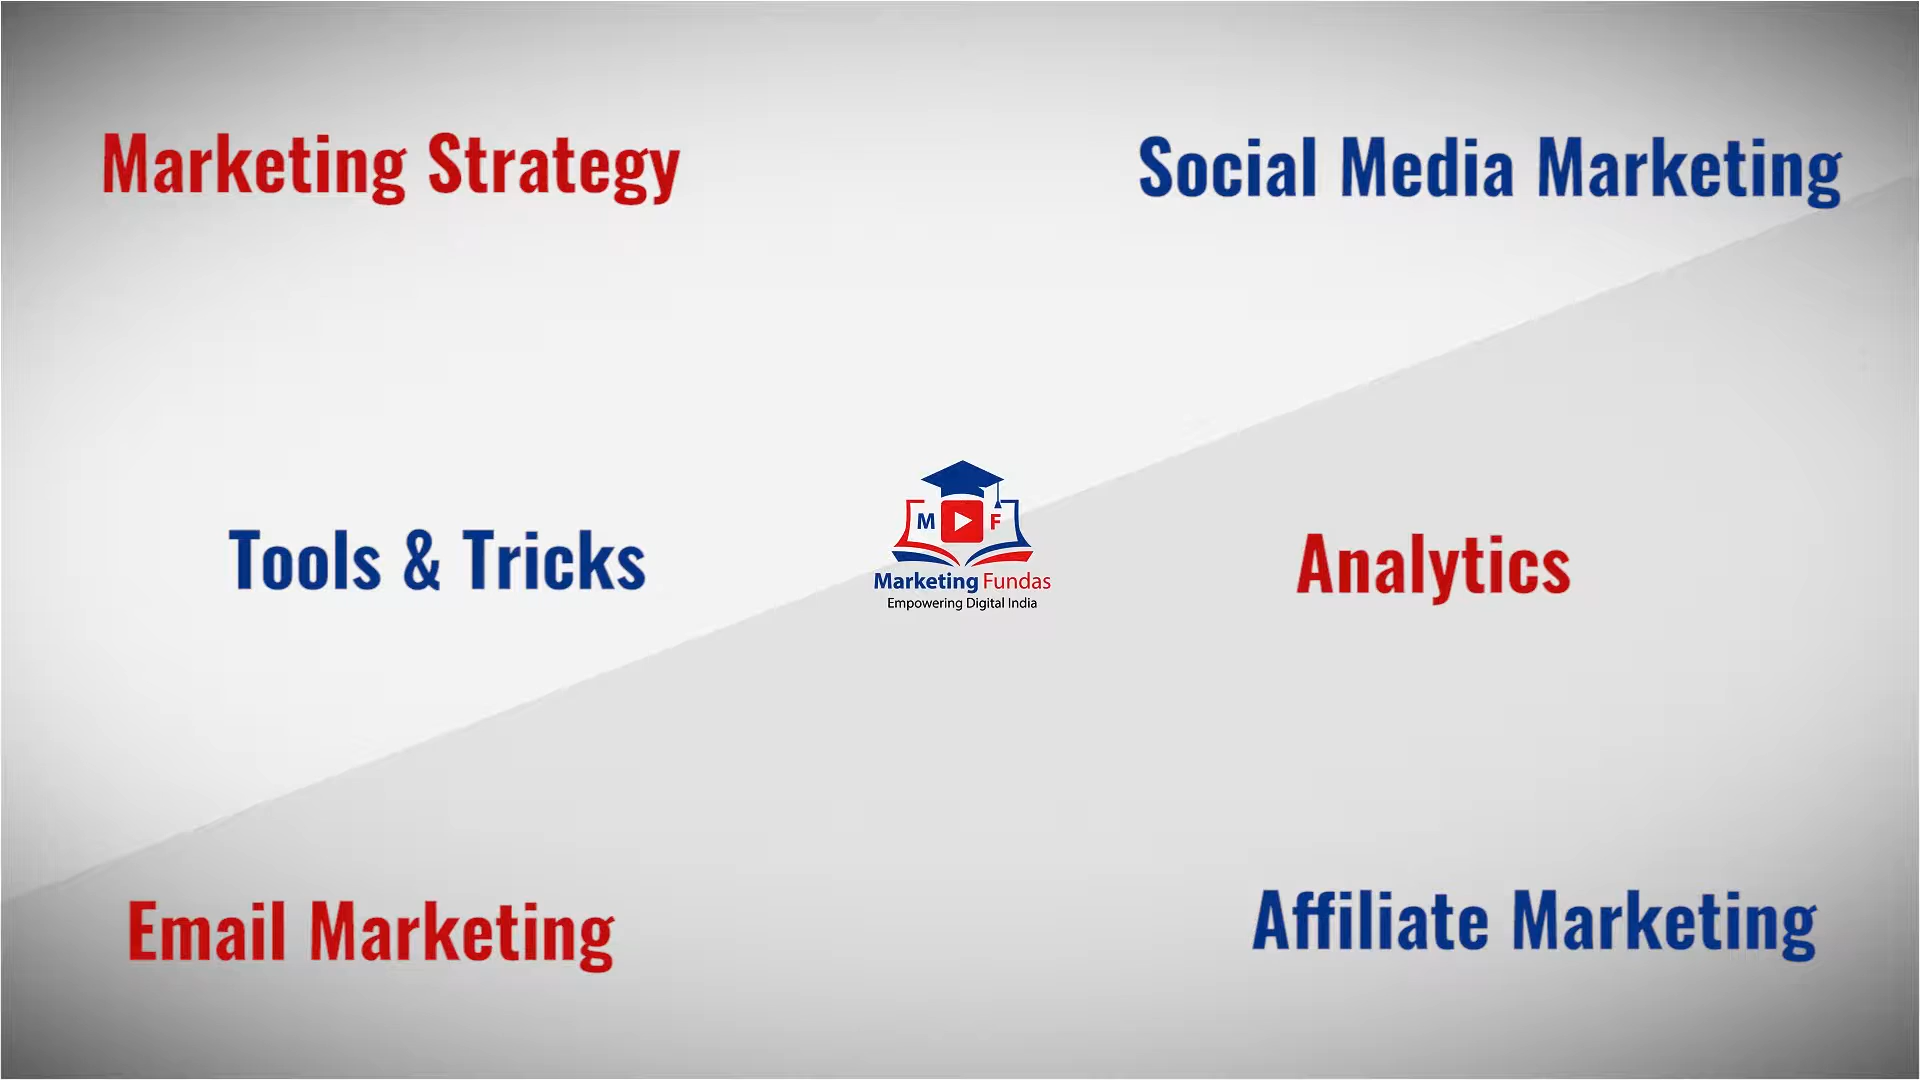 Marketing Strategy
Social Media Marketing
Tools & Tricks
M F
Marketing Fundas
Empowering Digital India
Analytics
Email Marketing
Affiliate Marketing